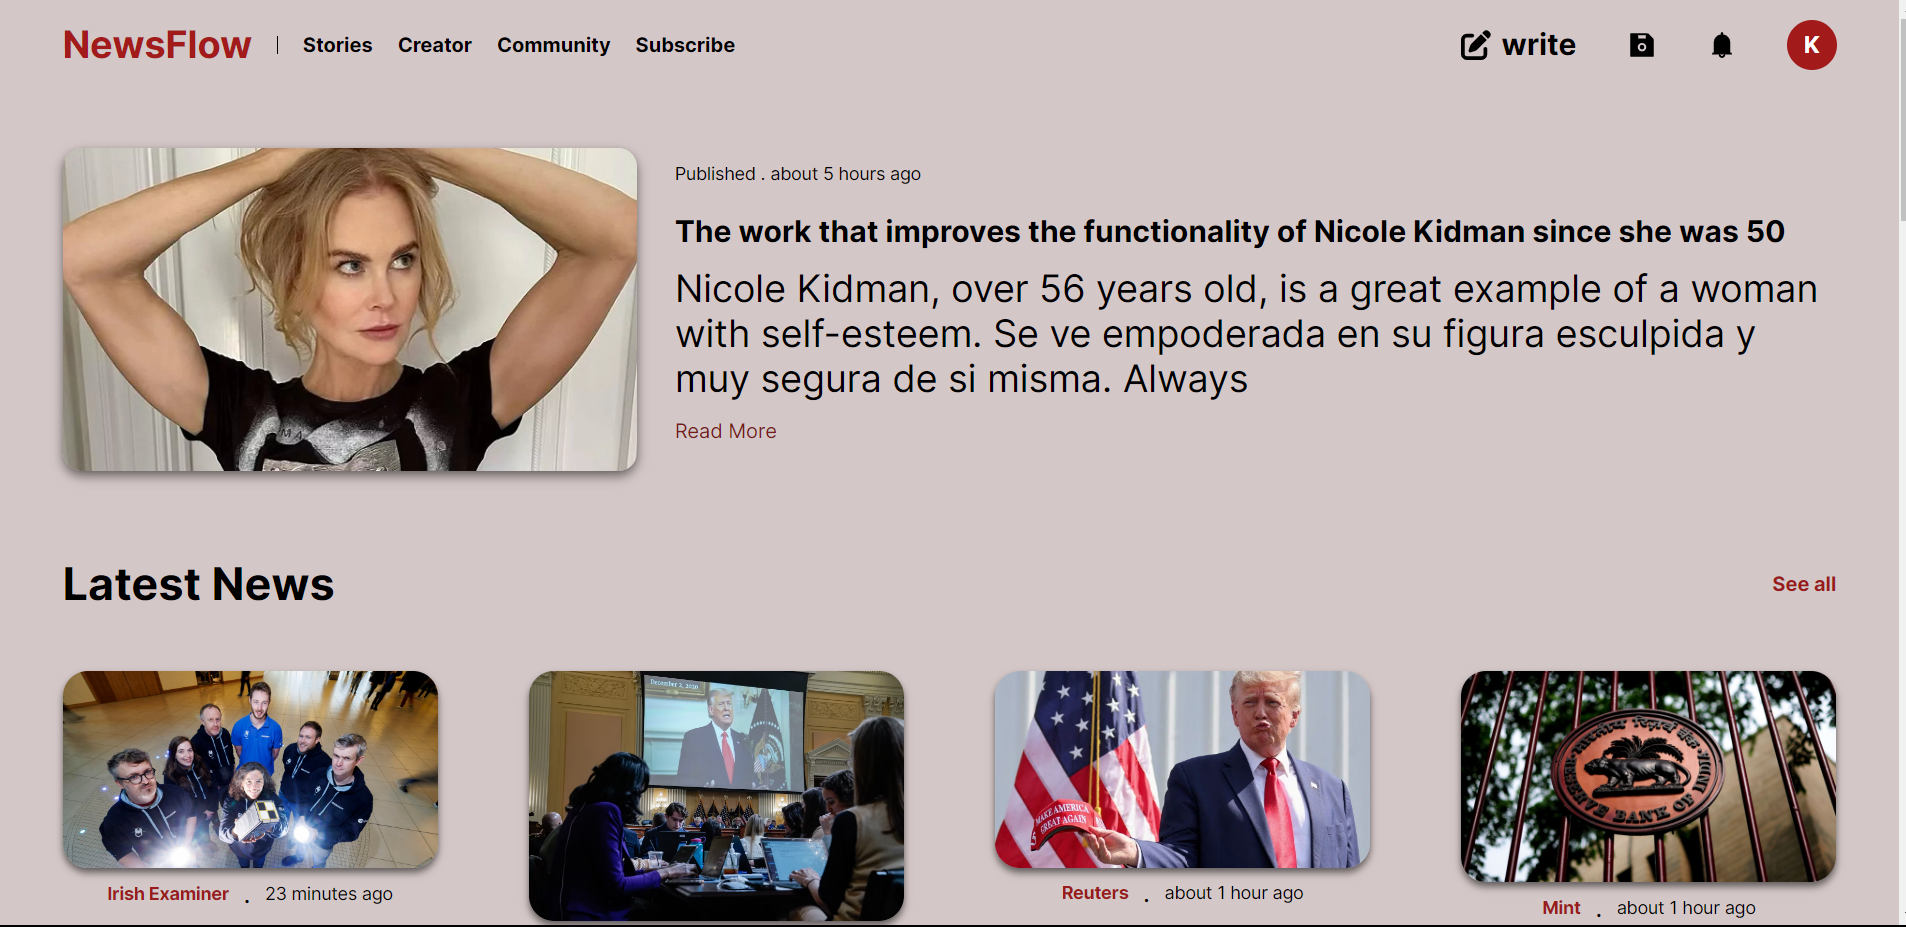 NewsFlow | Stories Creator Community Subscribe write K
Published . about 5 hours ago
The work that improves the functionality of Nicole Kidman since she was 50
Nicole Kidman, over 56 years old, is a great example of a woman
with self-esteem. Se ve empoderada en su figura esculpida y
muy segura de si misma. Always
Read More
Latest News See all
December 2, 2020
MAKE AMERICA
GREAT AGAIN
RESERVE BANK OF INDIA
Irish Examiner . 23 minutes ago
Reuters . about 1 hour ago
Mint . about 1 hour ago